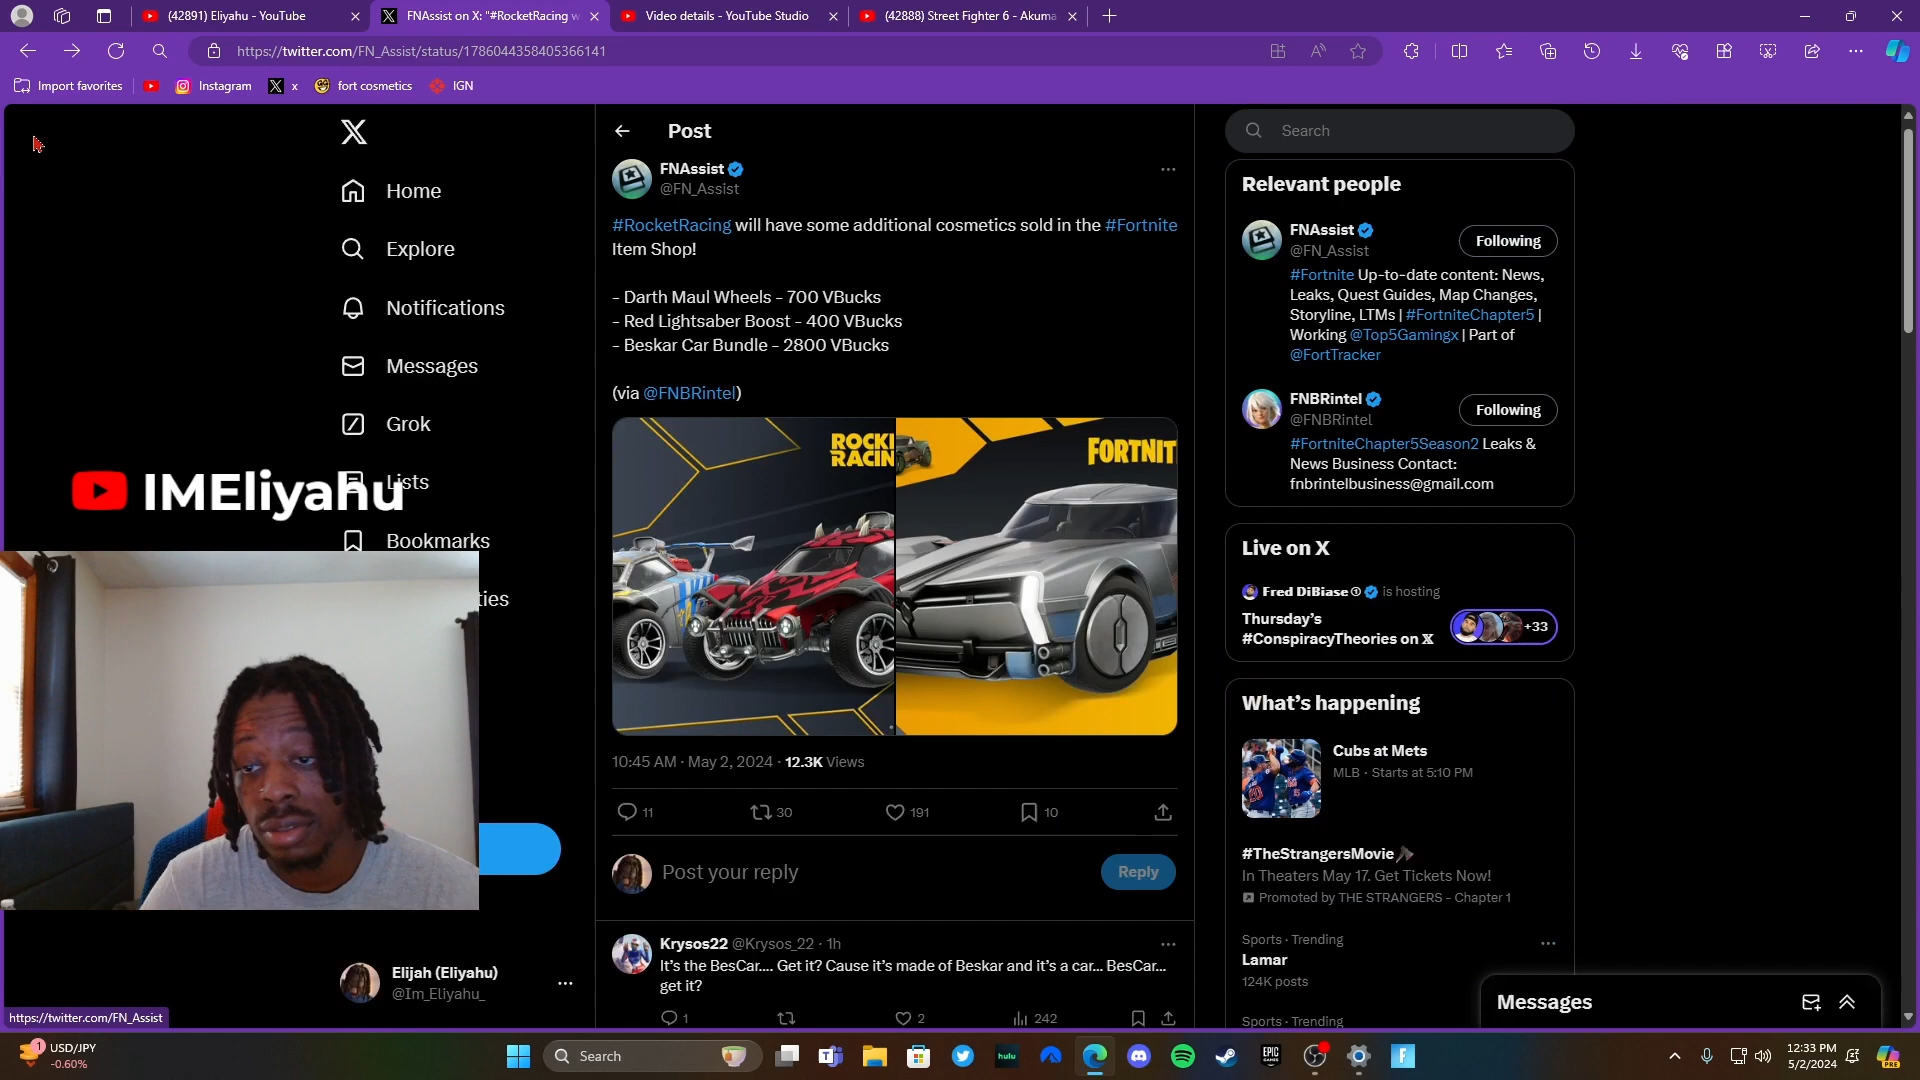 (42891) Eliyahu - YouTube
FNAssist on X: "#RocketRacing w
Video details - YouTube Studio
(42888) Street Fighter 6 - Akuma
https://twitter.com/FN_Assist/status/1786044358405366141
Import favorites
Instagram
x
fort cosmetics
IGN
Home
Explore
Notifications
Messages
Grok
Lists
IMEliyahu
Bookmarks
ties
Elijah (Eliyahu)
@Im_Eliyahu_
https://twitter.com/FN_Assist
Post
FNAssist
@FN_Assist
#RocketRacing will have some additional cosmetics sold in the #Fortnite
Item Shop!
- Darth Maul Wheels - 700 VBucks
- Red Lightsaber Boost - 400 VBucks
- Beskar Car Bundle - 2800 VBucks
(via @FNBRintel)
ROCKE
RACIN
FORTNIT
10:45 AM · May 2, 2024 · 12.3K Views
11
30
191
10
Post your reply
Reply
Krysos22 @Krysos_22 · 1h
It's the BesCar.... Get it? Cause it's made of Beskar and it's a car... BesCar...
get it?
1
2
242
Search
Relevant people
FNAssist
@FN_Assist
Following
#Fortnite Up-to-date content: News,
Leaks, Quest Guides, Map Changes,
Storyline, LTMs | #FortniteChapter5 |
Working @Top5Gamingx | Part of
@FortTracker
FNBRintel
@FNBRintel
Following
#FortniteChapter5Season2 Leaks &
News Business Contact:
fnbrintelbusiness@gmail.com
Live on X
Fred DiBiase is hosting
Thursday's
#ConspiracyTheories on X
+33
What's happening
Cubs at Mets
MLB · Starts at 5:10 PM
#TheStrangersMovie
In Theaters May 17. Get Tickets Now!
Promoted by THE STRANGERS - Chapter 1
Sports · Trending
Lamar
124K posts
Sports · Trending
Messages
1
USD/JPY
-0.60%
Search
hulu
EPIC
GAMES
12:33 PM
5/2/2024
PRE